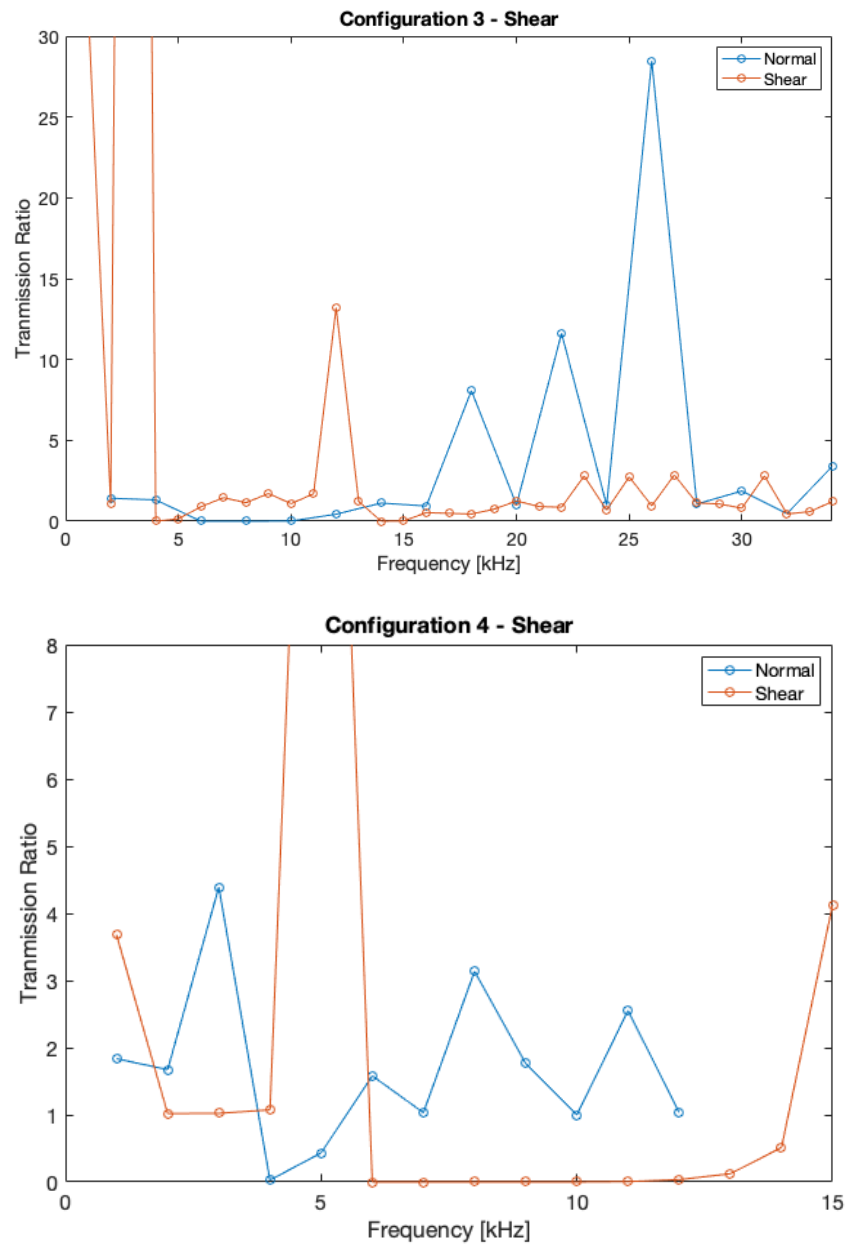 Configuration 3 - Shear
30
25
20
15
10
5
0
Tranmission Ratio
Normal
Shear
0 5 10 15 20 25 30
Frequency [kHz]
Configuration 4 - Shear
8
7
6
5
4
3
2
1
0
Tranmission Ratio
Normal
Shear
0 5 10 15
Frequency [kHz]